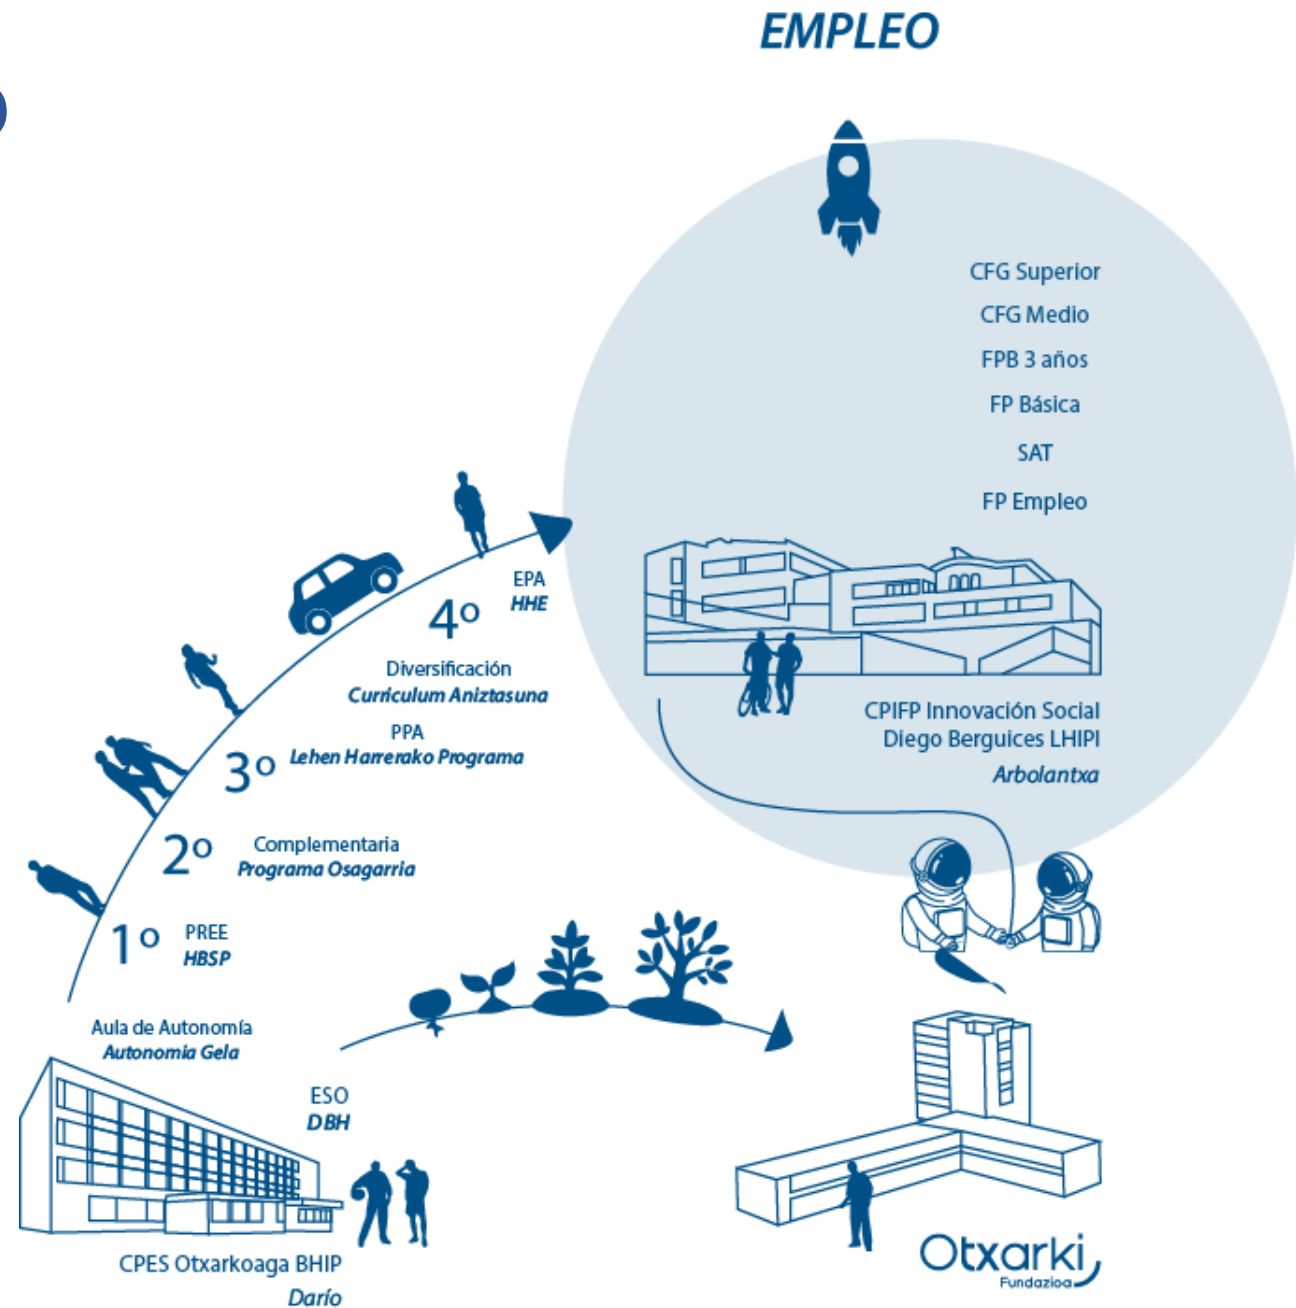 EMPLEO
CFG Superior
CFG Medio
FPB 3 años
FP Básica
SAT
FP Empleo
CPIFP Innovación Social
Diego Berguices LHIPI
Arbolantxa
EPA
HHE
4º
Diversificación
Curriculum Aniztasuna
PPA
Lehen Harrerako Programa
3º
2º
Complementaria
Programa Osagarria
1º
PREE
HBSP
Aula de Autonomía
Autonomia Gela
ESO
DBH
CPES Otxarkoaga BHIP
Darío
Otxarki
Fundazioa